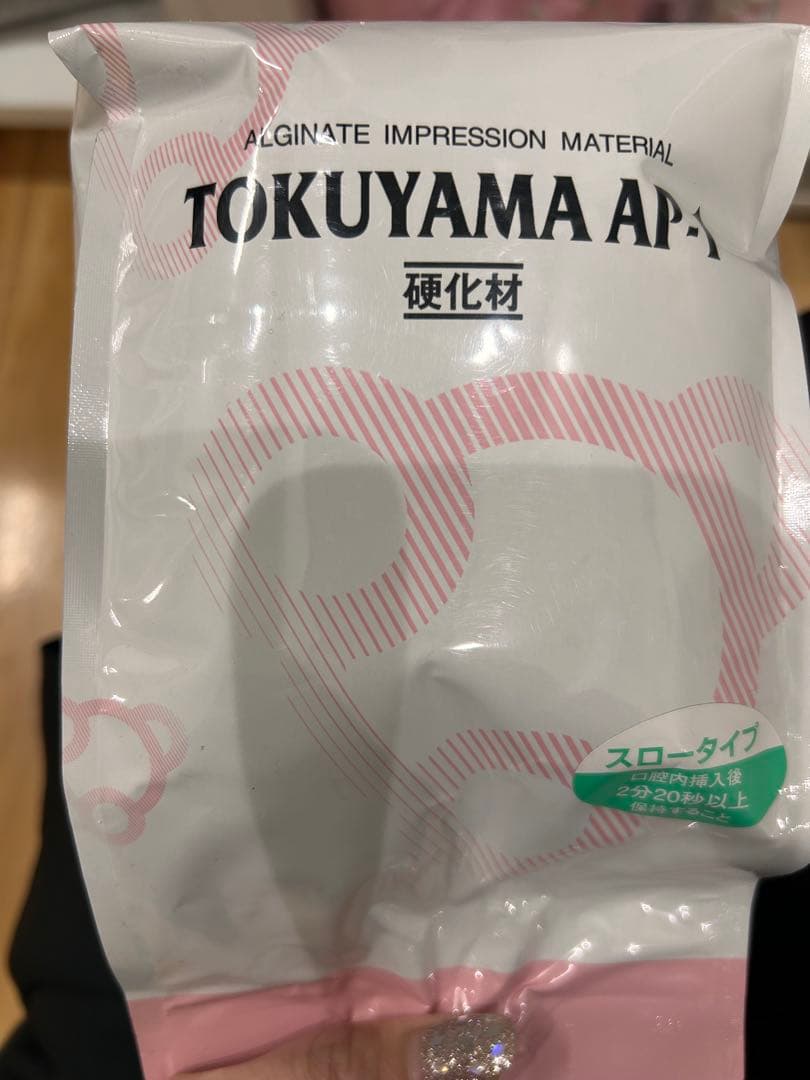 ALGINATE IMPRESSION MATERIAL
TOKUYAMA AP-1
硬化材
スロータイプ
口腔内挿入後
2分20秒以上
保持すること